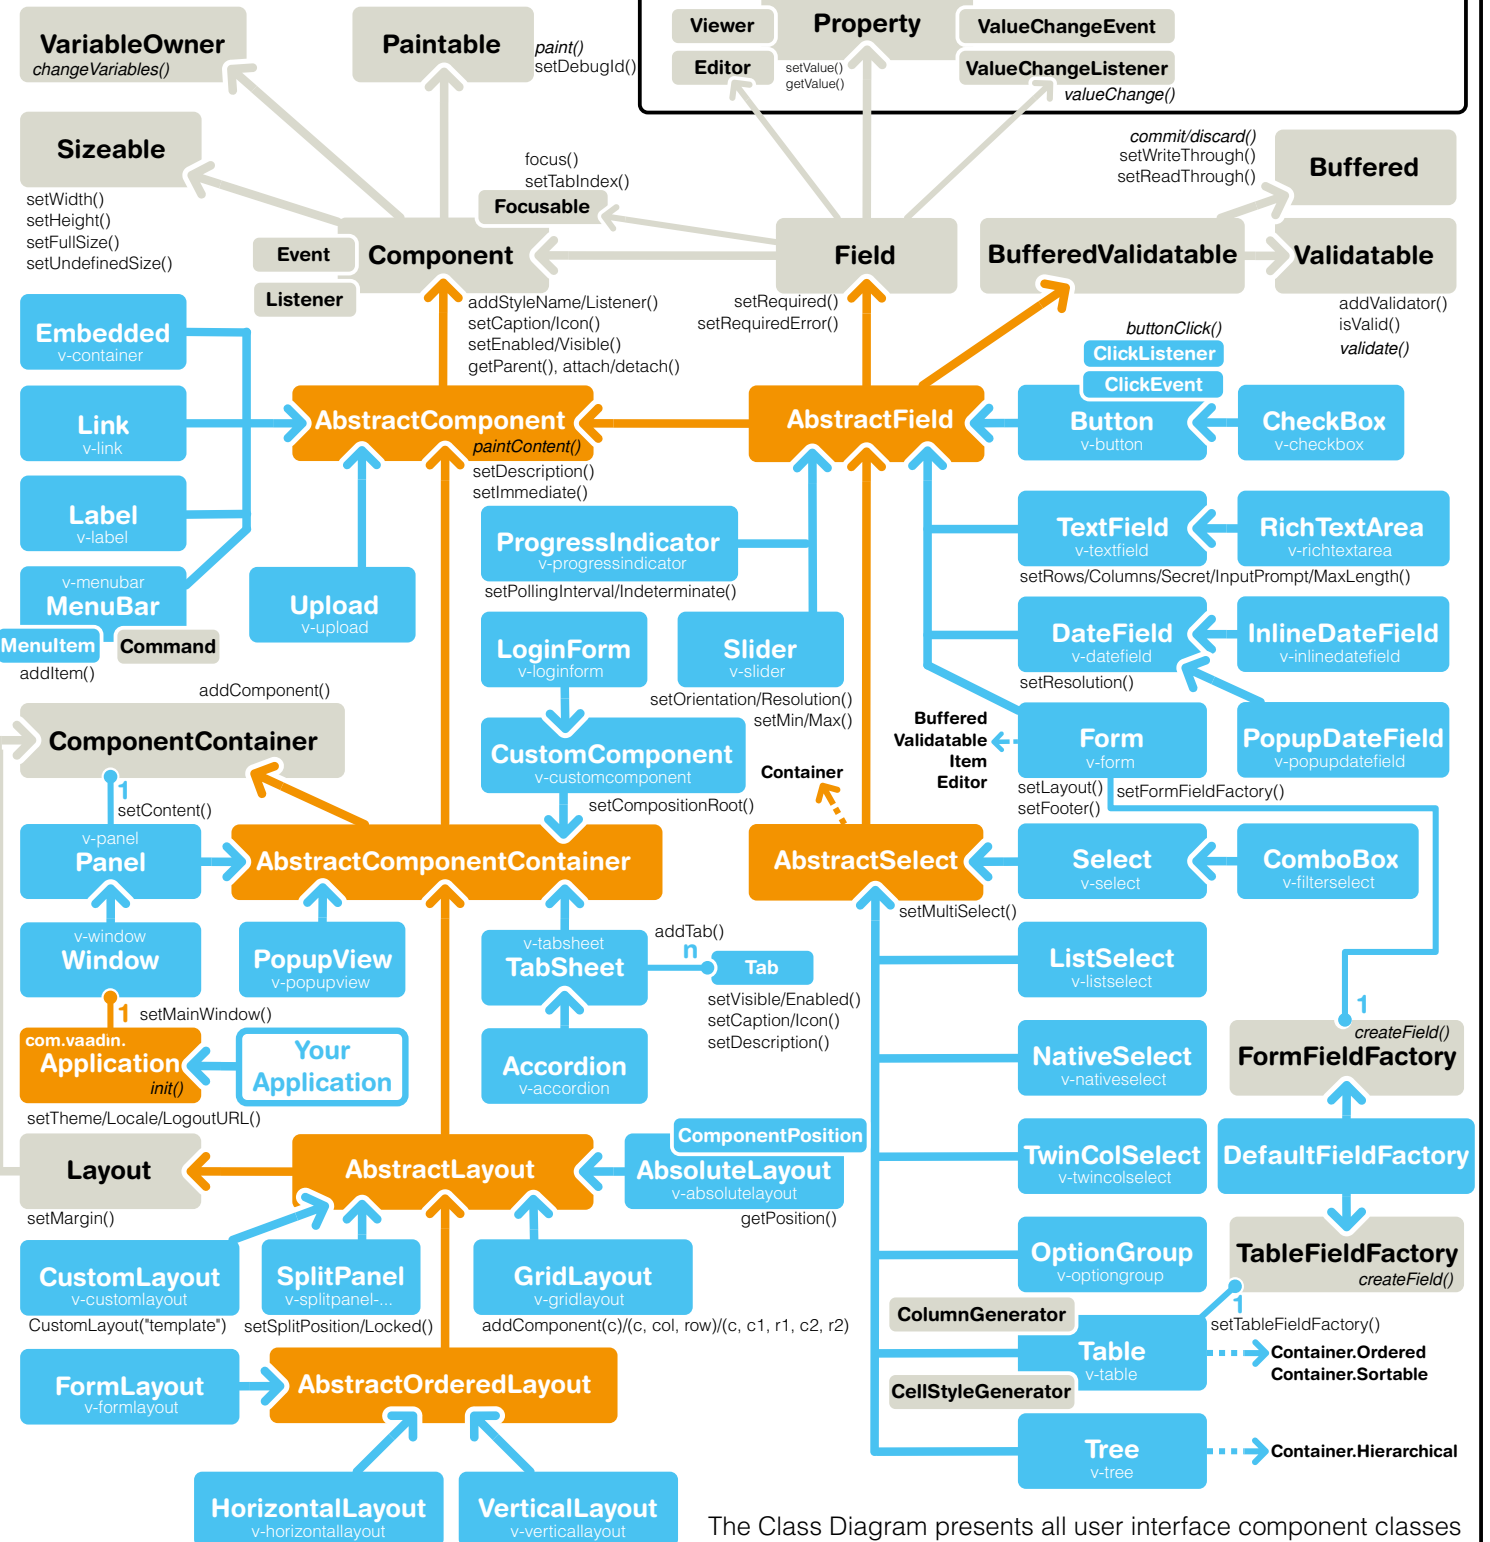 VariableOwner
changeVariables()
Paintable
paint()
setDebugId()
Viewer
Editor
Property
setValue()
getValue()
ValueChangeEvent
ValueChangeListener
valueChange()
Sizeable
setWidth()
setHeight()
setFullSize()
setUndefinedSize()
focus()
setTabIndex()
Focusable
commit/discard()
setWriteThrough()
setReadThrough()
Buffered
Event
Listener
Component
addStyleName/Listener()
setCaption/Icon()
setEnabled/Visible()
getParent(), attach/detach()
Field
setRequired()
setRequiredError()
BufferedValidatable
Validatable
addValidator()
isValid()
validate()
Embedded
v-container
Link
v-link
Label
v-label
v-menubar
MenuBar
MenuItem
Command
addItem()
AbstractComponent
paintContent()
setDescription()
setImmediate()
AbstractField
buttonClick()
ClickListener
ClickEvent
Button
v-button
CheckBox
v-checkbox
Upload
v-upload
ProgressIndicator
v-progressindicator
setPollingInterval/Indeterminate()
TextField
v-textfield
RichTextArea
v-richtextarea
setRows/Columns/Secret/InputPrompt/MaxLength()
LoginForm
v-loginform
Slider
v-slider
setOrientation/Resolution()
setMin/Max()
DateField
v-datefield
setResolution()
InlineDateField
v-inlinedatefield
addComponent()
ComponentContainer
1
setContent()
CustomComponent
v-customcomponent
setCompositionRoot()
Container
Buffered
Validatable
Item
Editor
Form
v-form
setLayout()
setFooter()
setFormFieldFactory()
PopupDateField
v-popupdatefield
v-panel
Panel
AbstractComponentContainer
AbstractSelect
setMultiSelect()
Select
v-select
ComboBox
v-filterselect
v-window
Window
1
setMainWindow()
PopupView
v-popupview
v-tabsheet
TabSheet
addTab()
n
Tab
setVisible/Enabled()
setCaption/Icon()
setDescription()
ListSelect
v-listselect
com.vaadin.
Application
init()
setTheme/Locale/LogoutURL()
Your
Application
Accordion
v-accordion
NativeSelect
v-nativeselect
1
createField()
FormFieldFactory
Layout
setMargin()
AbstractLayout
ComponentPosition
AbsoluteLayout
v-absolutelayout
getPosition()
TwinColSelect
v-twincolselect
DefaultFieldFactory
CustomLayout
v-customlayout
CustomLayout("template")
SplitPanel
v-splitpanel-...
setSplitPosition/Locked()
GridLayout
v-gridlayout
addComponent(c)/(c, col, row)/(c, c1, r1, c2, r2)
OptionGroup
v-optiongroup
TableFieldFactory
createField()
1
setTableFieldFactory()
ColumnGenerator
CellStyleGenerator
Table
v-table
Container.Ordered
Container.Sortable
FormLayout
v-formlayout
AbstractOrderedLayout
Tree
v-tree
Container.Hierarchical
HorizontalLayout
v-horizontallayout
VerticalLayout
v-verticallayout
The Class Diagram presents all user interface component classes